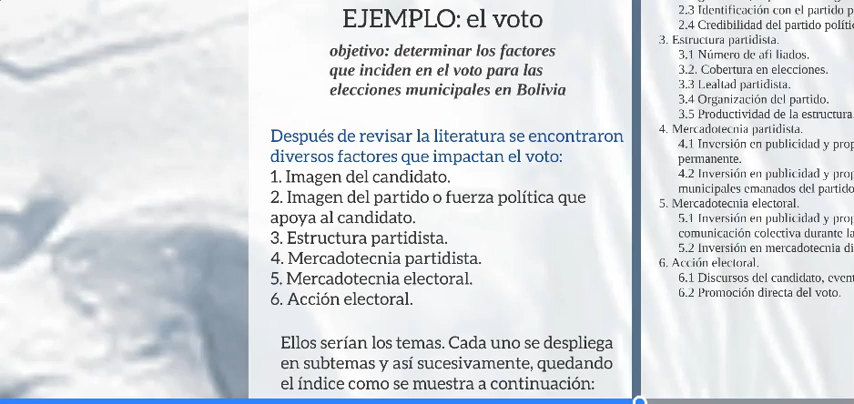 EJEMPLO: el voto
objetivo: determinar los factores
que inciden en el voto para las
elecciones municipales en Bolivia
Después de revisar la literatura se encontraron
diversos factores que impactan el voto:
1. Imagen del candidato.
2. Imagen del partido o fuerza política que
apoya al candidato.
3. Estructura partidista.
4. Mercadotecnia partidista.
5. Mercadotecnia electoral.
6. Acción electoral.
Ellos serían los temas. Cada uno se despliega
en subtemas y así sucesivamente, quedando
el índice como se muestra a continuación:
2.3 Identificación con el partido p
2.4 Credibilidad del partido políti
3. Estructura partidista.
3.1 Número de afi liados.
3.2. Cobertura en elecciones.
3.3 Lealtad partidista.
3.4 Organización del partido.
3.5 Productividad de la estructura
4. Mercadotecnia partidista.
4.1 Inversión en publicidad y prop
permanente.
4.2 Inversión en publicidad y prop
municipales emanados del partido
5. Mercadotecnia electoral.
5.1 Inversión en publicidad y prop
comunicación colectiva durante la
5.2 Inversión en mercadotecnia di
6. Acción electoral.
6.1 Discursos del candidato, event
6.2 Promoción directa del voto.